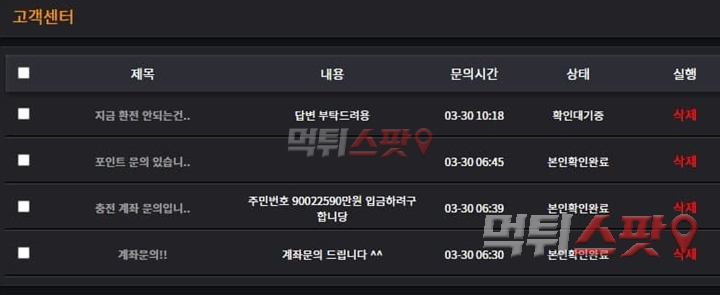 고객센터
제목 내용 문의시간 상태 실행
지금 환전 안되는건.. 답변 부탁드려용 03-30 10:18 확인대기중 삭제
먹튀스팟
포인트 문의 있습니.. 03-30 06:45 본인확인완료 삭제
충전 계좌 문의입니.. 주민번호 90022590만원 입금하려구
합니당 03-30 06:39 본인확인완료 삭제
먹튀스팟
계좌문의!! 계좌문의 드립니다 ^^ 03-30 06:30 본인확인완료 삭제